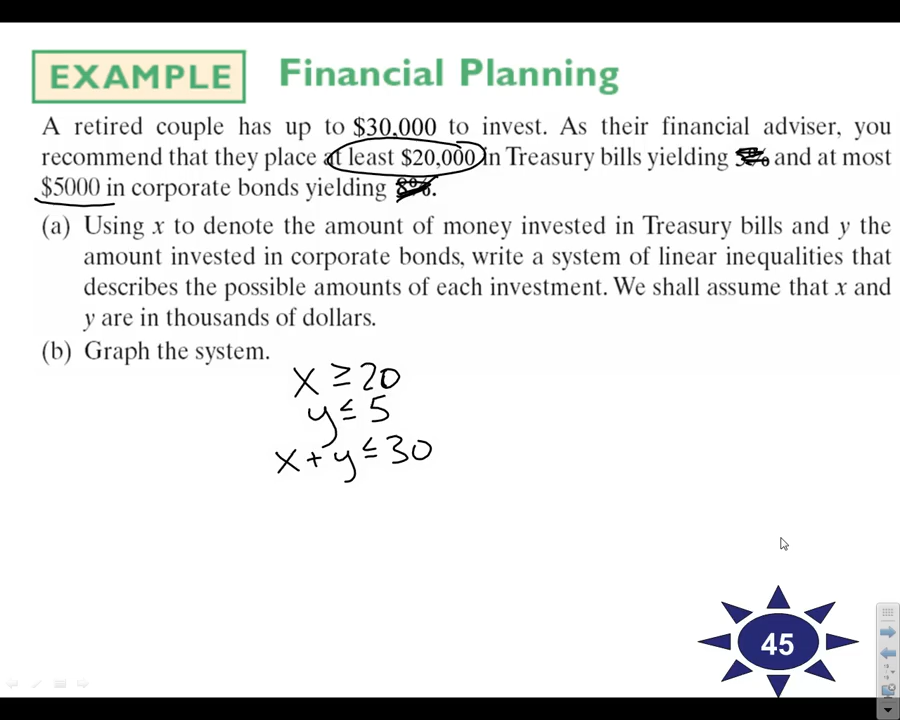 EXAMPLE Financial Planning
A retired couple has up to $30,000 to invest. As their financial adviser, you
recommend that they place at least $20,000 in Treasury bills yielding and at most
$5000 in corporate bonds yielding 8%.
(a) Using x to denote the amount of money invested in Treasury bills and y the
amount invested in corporate bonds, write a system of linear inequalities that
describes the possible amounts of each investment. We shall assume that x and
y are in thousands of dollars.
(b) Graph the system.
x ≥ 20
y ≤ 5
x + y ≤ 30
45